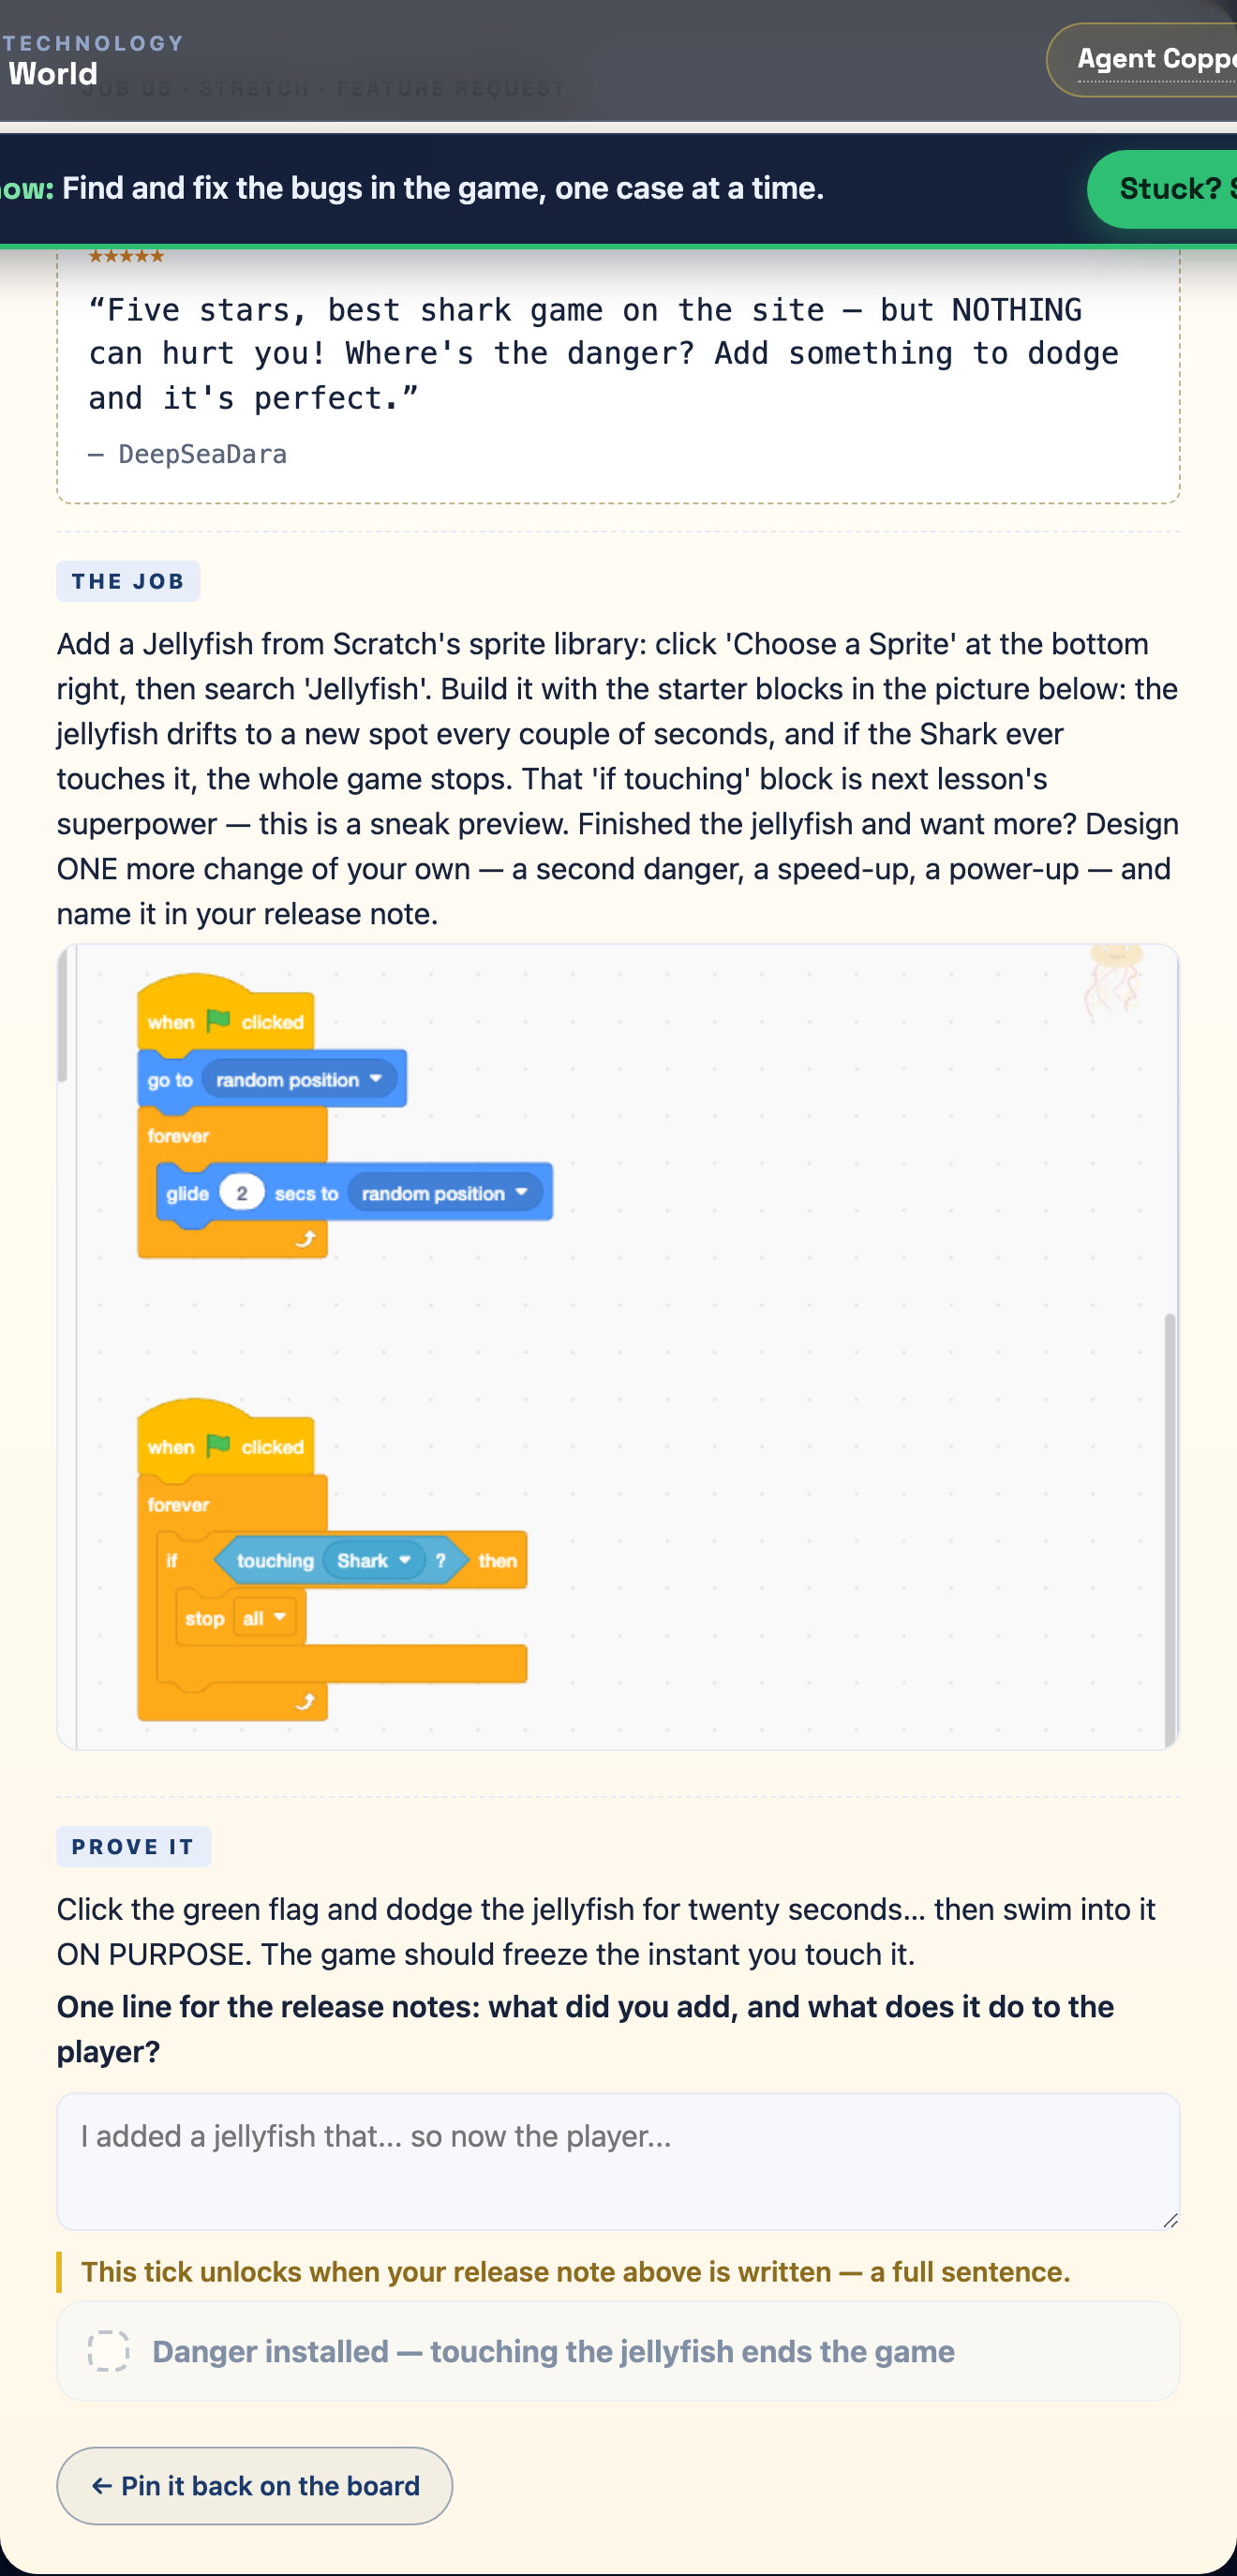 TECHNOLOGY
World
Agent Coppe
JOB 05 · STRETCH · FEATURE REQUEST
ow: Find and fix the bugs in the game, one case at a time.
Stuck? S
★★★★★
“Five stars, best shark game on the site — but NOTHING
can hurt you! Where's the danger? Add something to dodge
and it's perfect.”
— DeepSeaDara
THE JOB
Add a Jellyfish from Scratch's sprite library: click 'Choose a Sprite' at the bottom
right, then search 'Jellyfish'. Build it with the starter blocks in the picture below: the
jellyfish drifts to a new spot every couple of seconds, and if the Shark ever
touches it, the whole game stops. That 'if touching' block is next lesson's
superpower — this is a sneak preview. Finished the jellyfish and want more? Design
ONE more change of your own — a second danger, a speed-up, a power-up — and
name it in your release note.
when clicked
go to random position
forever
glide 2 secs to random position
when clicked
forever
if touching Shark ? then
stop all
PROVE IT
Click the green flag and dodge the jellyfish for twenty seconds... then swim into it
ON PURPOSE. The game should freeze the instant you touch it.
One line for the release notes: what did you add, and what does it do to the
player?
I added a jellyfish that... so now the player...
This tick unlocks when your release note above is written — a full sentence.
Danger installed — touching the jellyfish ends the game
← Pin it back on the board